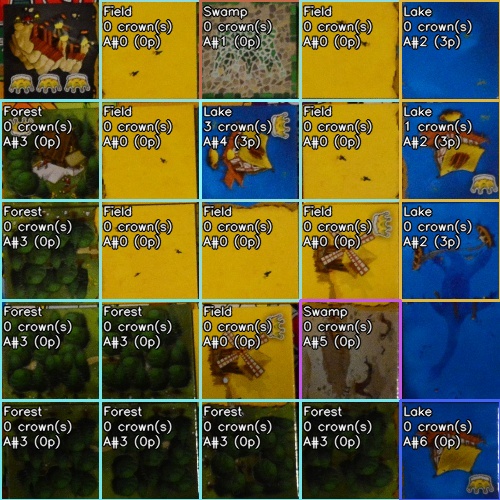 Field
0 crown(s)
A#0 (0p)
Swamp
0 crown(s)
A#1 (0p)
Field
0 crown(s)
A#0 (0p)
Lake
0 crown(s)
A#2 (3p)
Forest
0 crown(s)
A#3 (0p)
Field
0 crown(s)
A#0 (0p)
Lake
3 crown(s)
A#4 (3p)
Field
0 crown(s)
A#0 (0p)
Lake
1 crown(s)
A#2 (3p)
Forest
0 crown(s)
A#3 (0p)
Field
0 crown(s)
A#0 (0p)
Field
0 crown(s)
A#0 (0p)
Field
0 crown(s)
A#0 (0p)
Lake
0 crown(s)
A#2 (3p)
Forest
0 crown(s)
A#3 (0p)
Forest
0 crown(s)
A#3 (0p)
Field
0 crown(s)
A#0 (0p)
Swamp
0 crown(s)
A#5 (0p)
Forest
0 crown(s)
A#3 (0p)
Forest
0 crown(s)
A#3 (0p)
Forest
0 crown(s)
A#3 (0p)
Forest
0 crown(s)
A#3 (0p)
Lake
0 crown(s)
A#6 (0p)